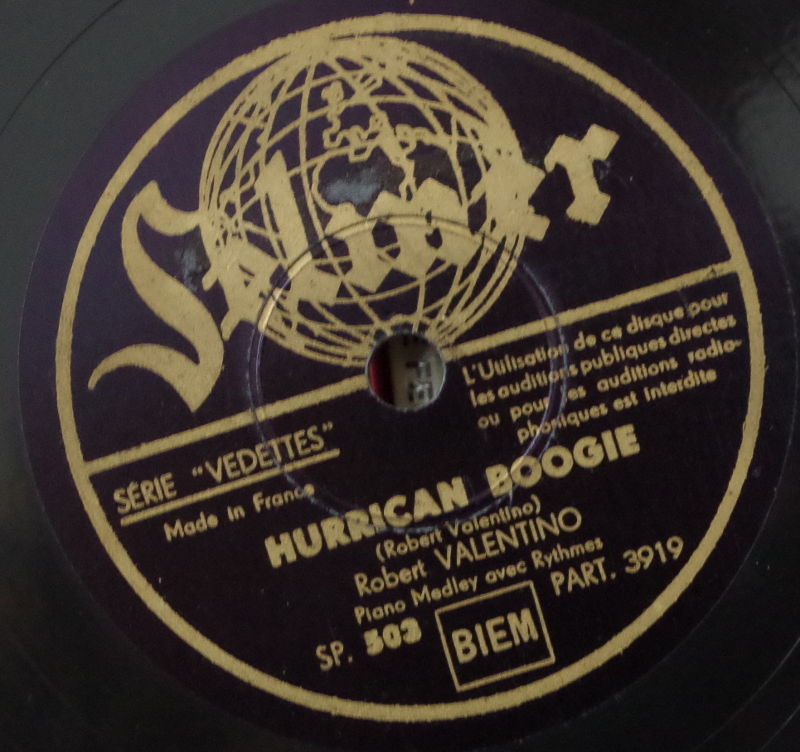 Selmer
L'Utilisation de ce disque pour
les auditions publiques directes
ou pour les auditions radio-
phoniques est interdite
SÉRIE "VEDETTES"
Made in France
HURRICAN BOOGIE
(Robert Valentino)
Robert VALENTINO
Piano Medley avec Rythmes
SP. 503
BIEM
PART. 3919